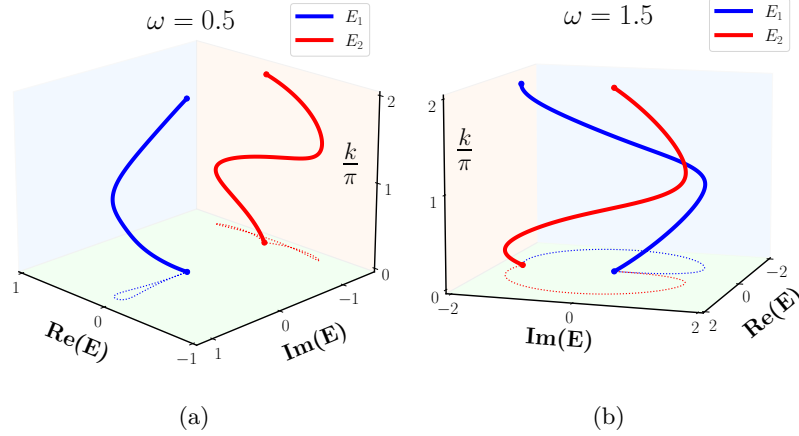 ω = 0.5
E₁
E₂
2
k/π
1
0
1
0
−1
Re(E)
1
0
−1
Im(E)
(a)
ω = 1.5
E₁
E₂
2
k/π
1
0
−2
0
2
Im(E)
2
0
−2
Re(E)
(b)